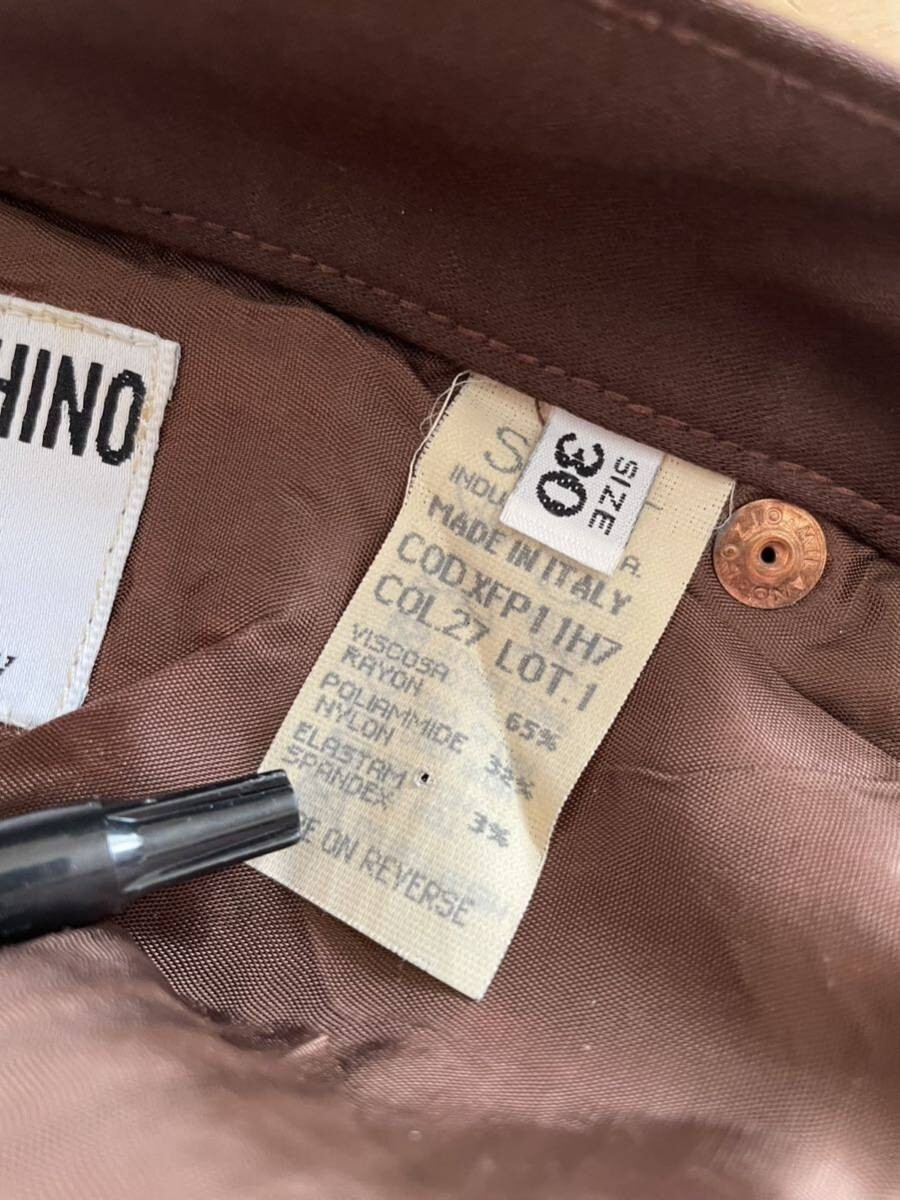 HINO
SIZE
30
MADE IN ITALY
COD.XFP11H7
COL.27 LOT.1
VISCOSA
RAYON 65%
POLIAMMIDE
NYLON 32%
ELASTAM
SPANDEX 3%
ON REVERSE